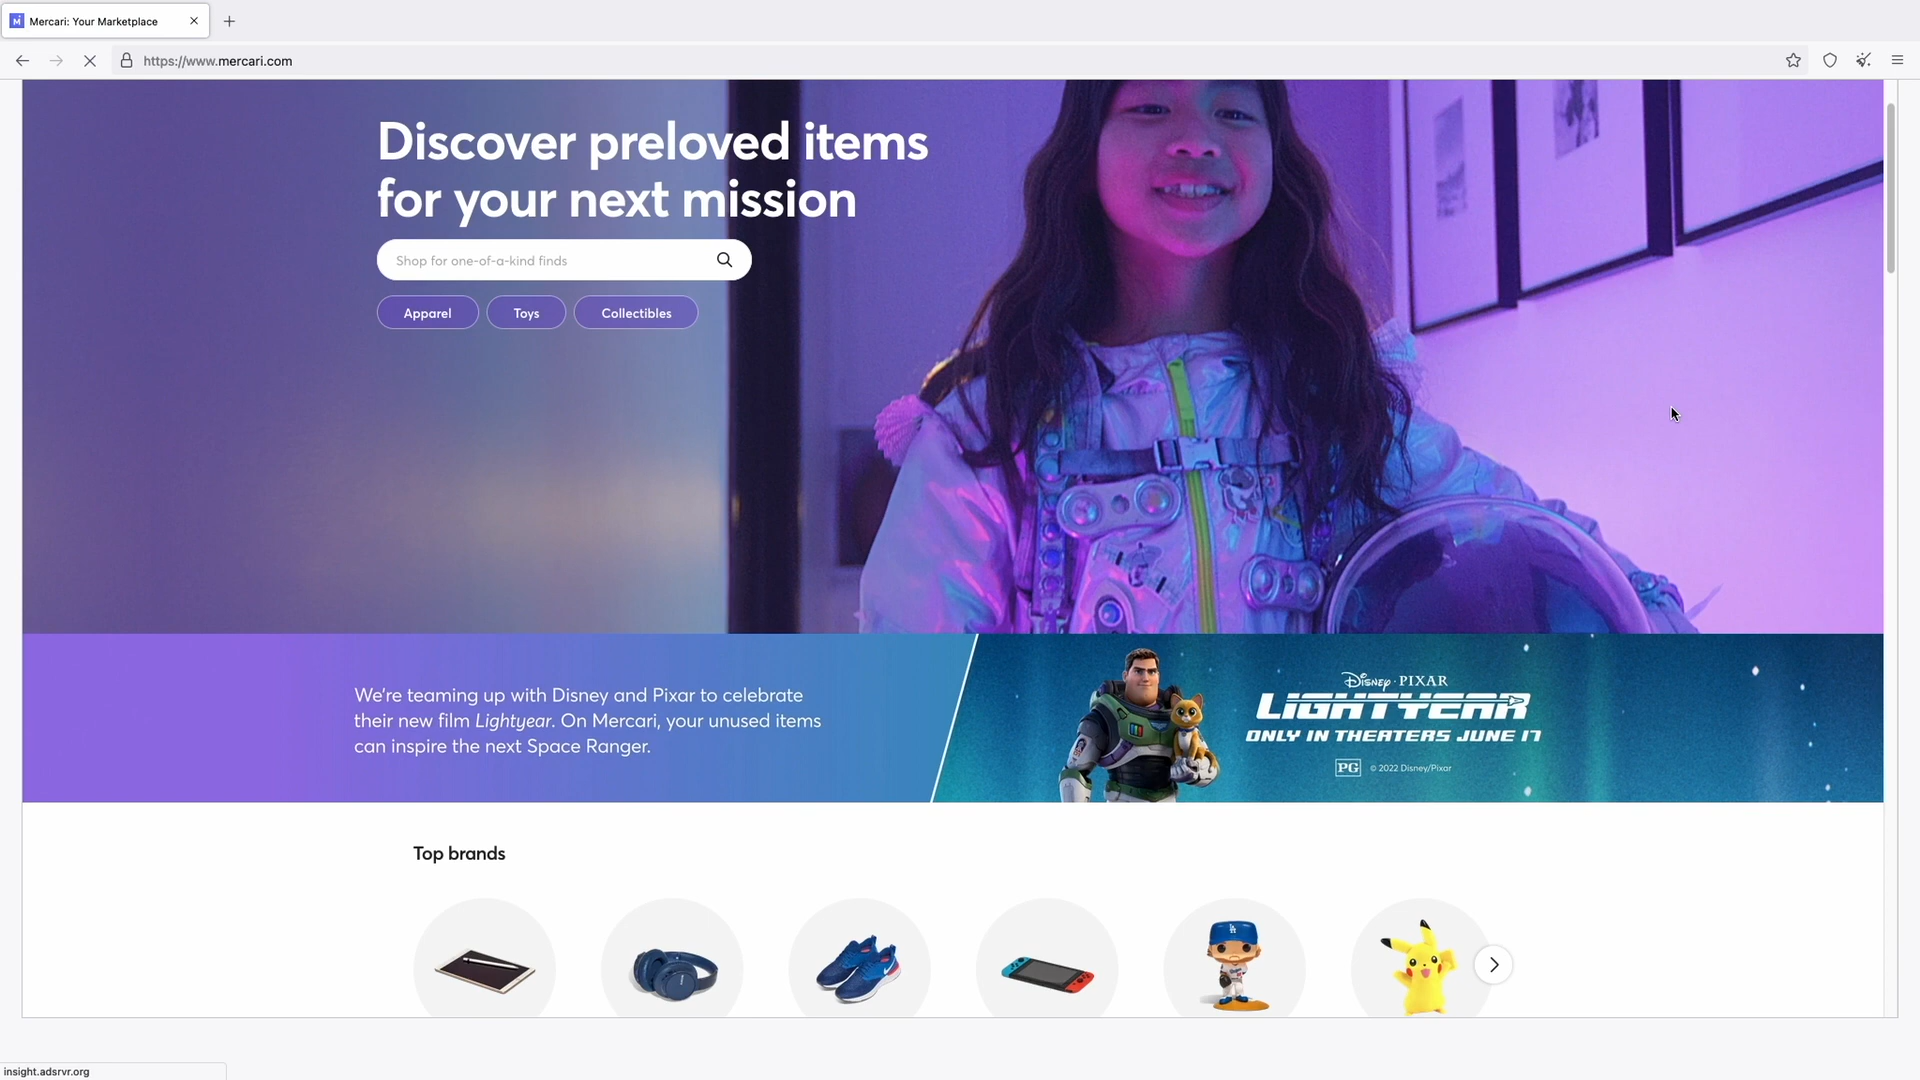 Mercari: Your Marketplace
https://www.mercari.com
Discover preloved items
for your next mission
Shop for one-of-a-kind finds
Apparel
Toys
Collectibles
We're teaming up with Disney and Pixar to celebrate
their new film Lightyear. On Mercari, your unused items
can inspire the next Space Ranger.
Disney · PIXAR
LIGHTYEAR
ONLY IN THEATERS JUNE 17
PG © 2022 Disney/Pixar
Top brands
LA
insight.adsrvr.org